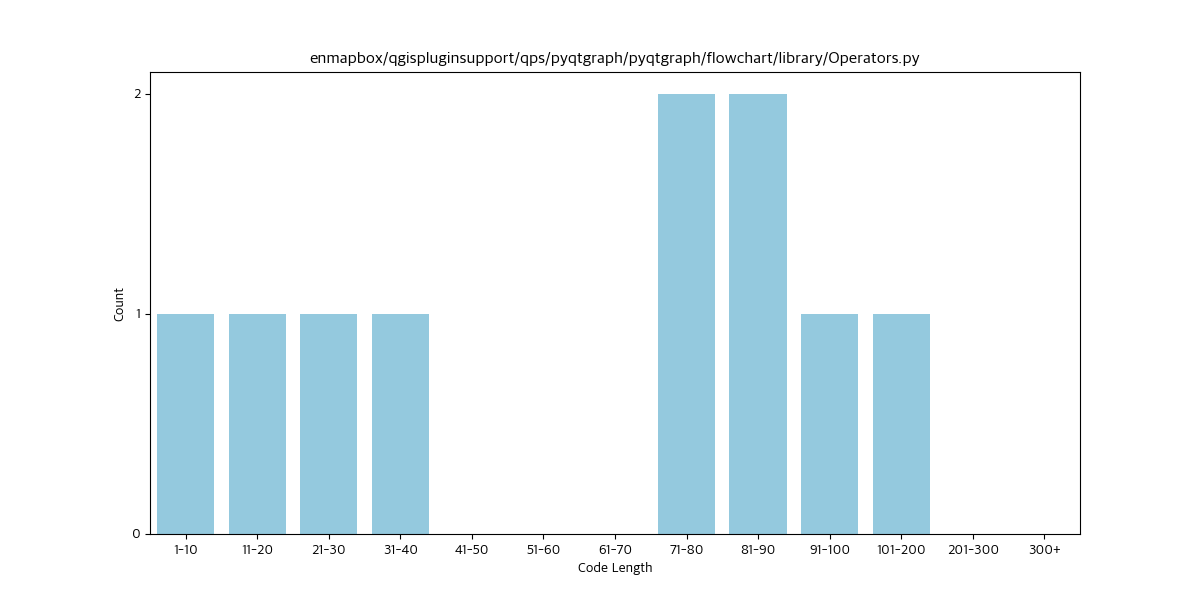 enmapbox/qgispluginsupport/qps/pyqtgraph/pyqtgraph/flowchart/library/Operators.py
2
1
0
Count
1-10 11-20 21-30 31-40 41-50 51-60 61-70 71-80 81-90 91-100 101-200 201-300 300+
Code Length